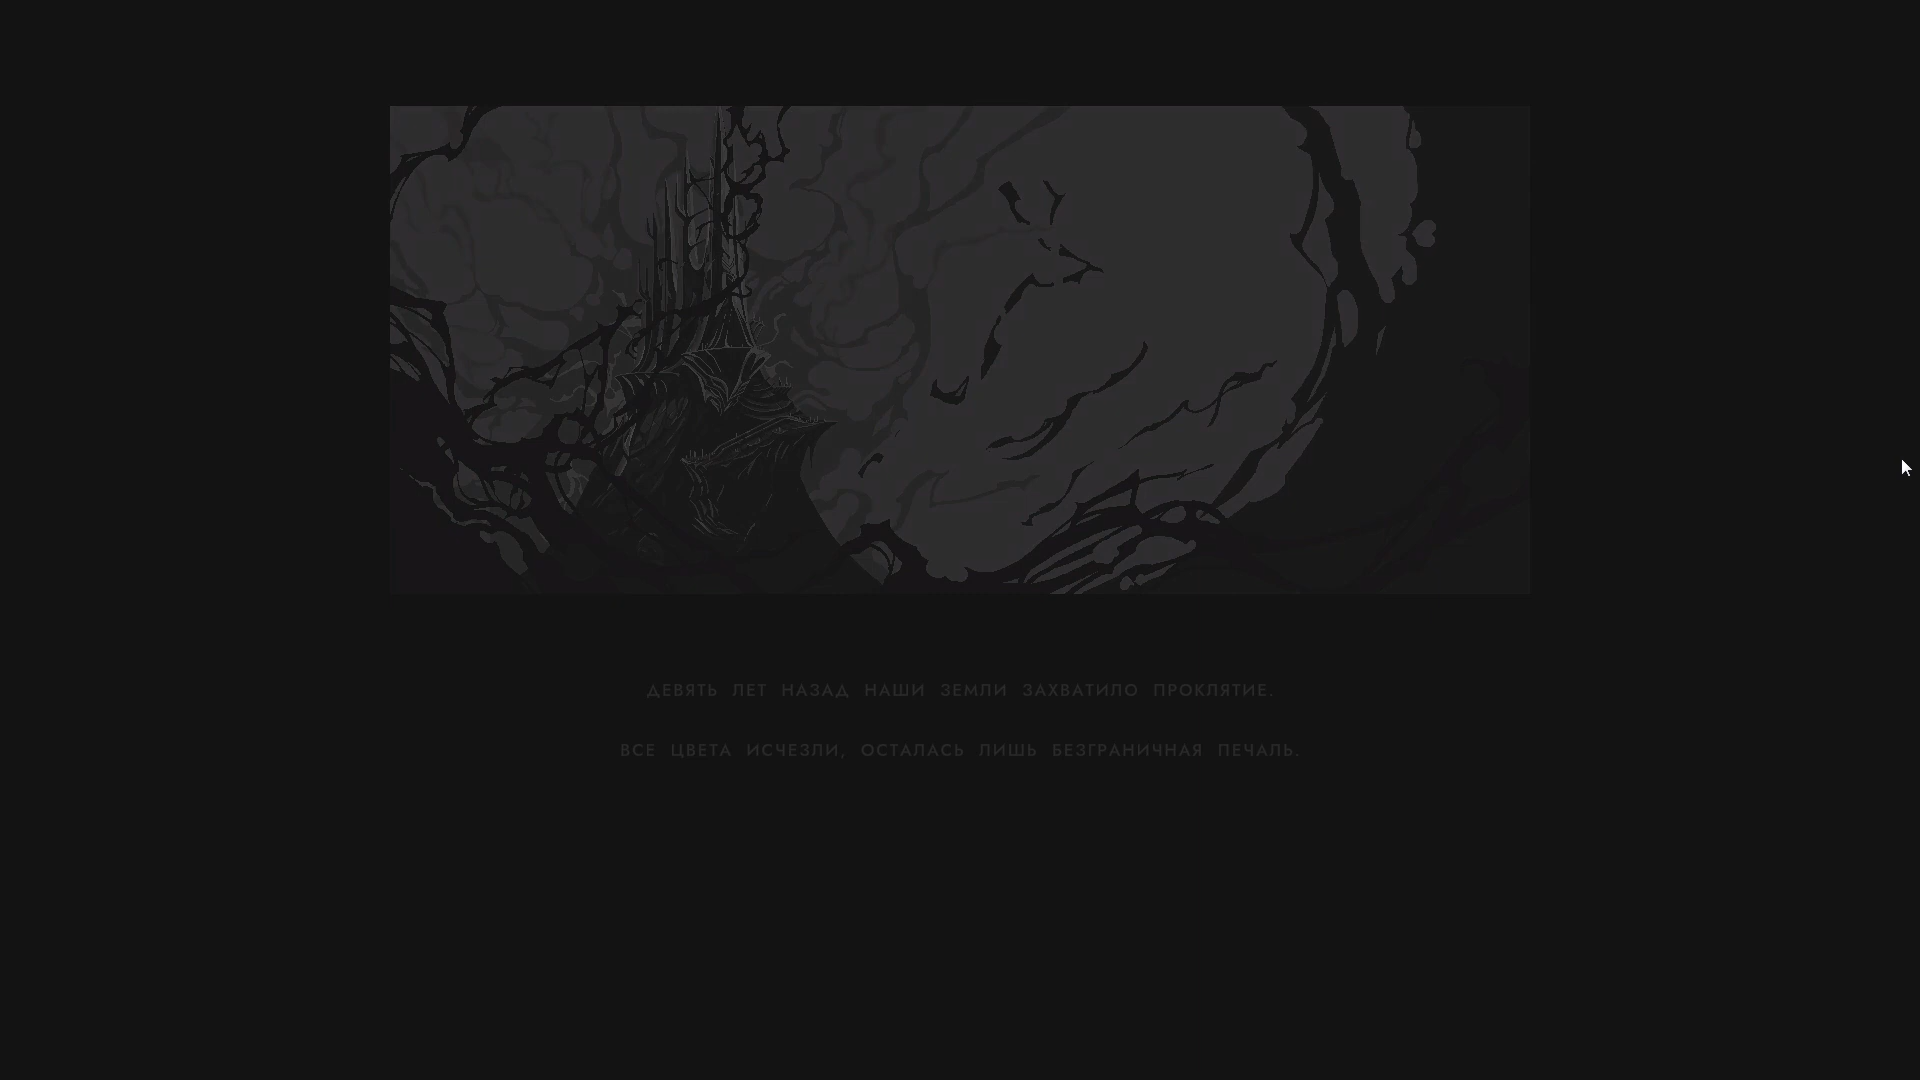 ДЕВЯТЬ ЛЕТ НАЗАД НАШИ ЗЕМЛИ ЗАХВАТИЛО ПРОКЛЯТИЕ.
ВСЕ ЦВЕТА ИСЧЕЗЛИ, ОСТАЛАСЬ ЛИШЬ БЕЗГРАНИЧНАЯ ПЕЧАЛЬ.